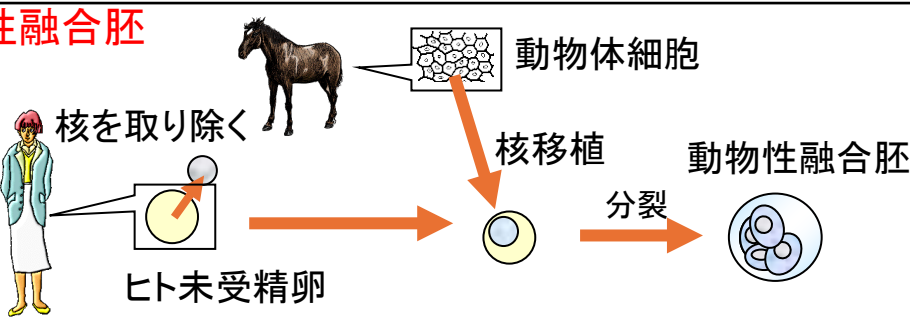 性融合胚
動物体細胞
核を取り除く
核移植
動物性融合胚
分裂
ヒト未受精卵